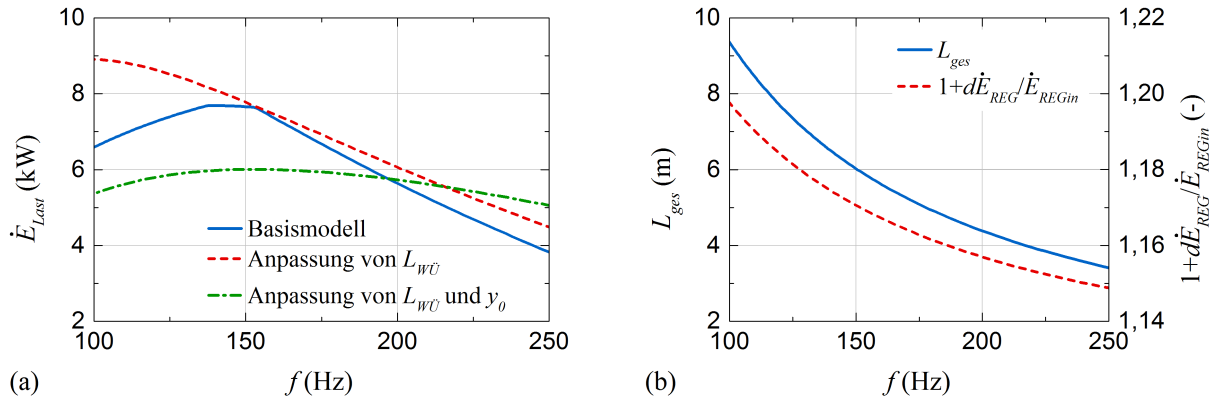 10
8
6
4
2
100
150
200
250
Ė_Last (kW)
f (Hz)
Basismodell
Anpassung von L_WÜ
Anpassung von L_WÜ und y_0
(a)
10
8
6
4
2
100
150
200
250
L_ges (m)
f (Hz)
L_ges
1+dĖ_REG/Ė_REGin
1,22
1,20
1,18
1,16
1,14
1+dĖ_REG/Ė_REGin (-)
(b)